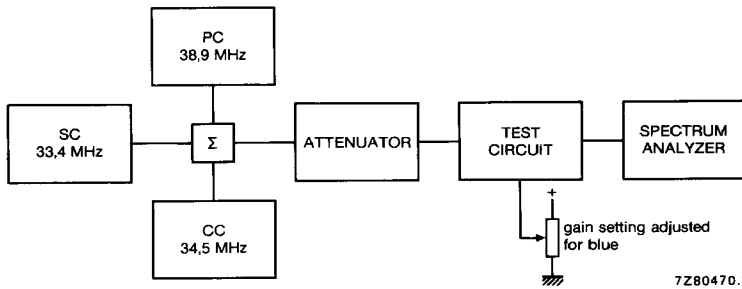 PC
38,9 MHz
SC
33,4 MHz
Σ
ATTENUATOR
TEST
CIRCUIT
SPECTRUM
ANALYZER
CC
34,5 MHz
+
gain setting adjusted
for blue
7Z80470.